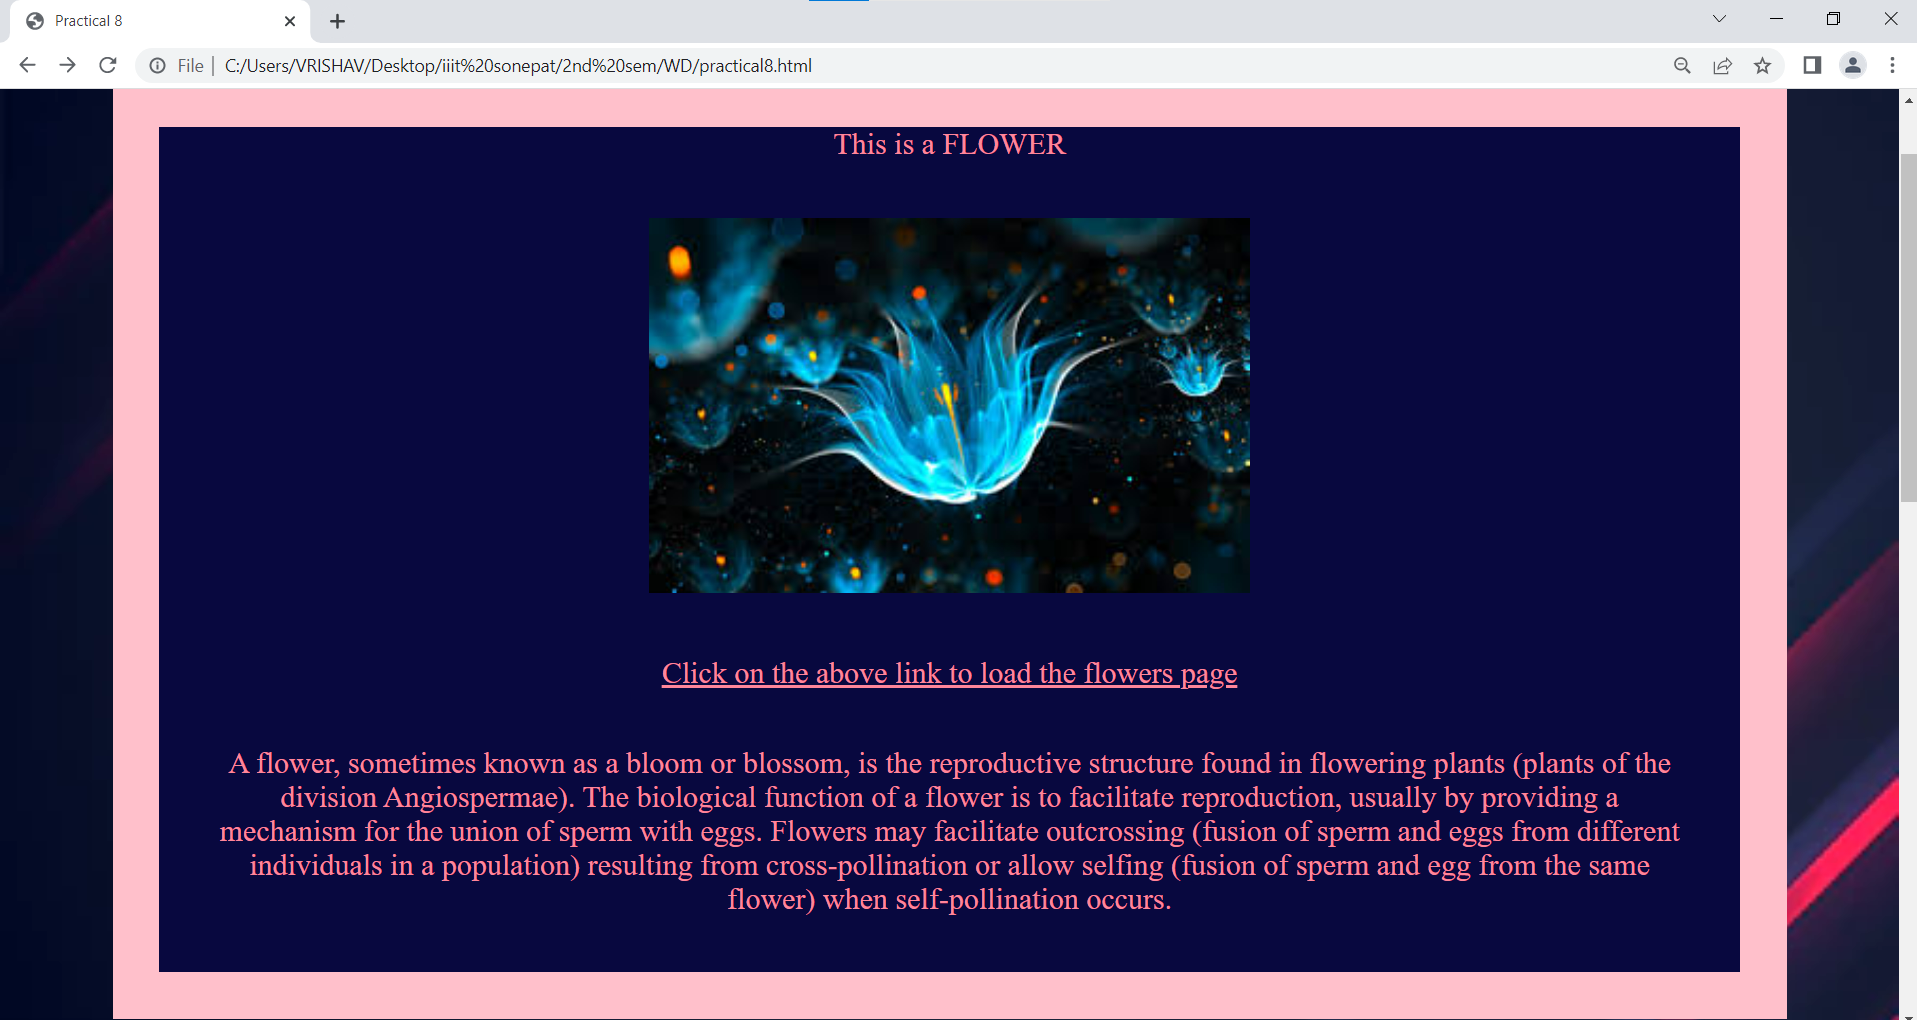 Practical 8
File
C:/Users/VRISHAV/Desktop/iiit%20sonepat/2nd%20sem/WD/practical8.html
This is a FLOWER
Click on the above link to load the flowers page
A flower, sometimes known as a bloom or blossom, is the reproductive structure found in flowering plants (plants of the
division Angiospermae). The biological function of a flower is to facilitate reproduction, usually by providing a
mechanism for the union of sperm with eggs. Flowers may facilitate outcrossing (fusion of sperm and eggs from different
individuals in a population) resulting from cross-pollination or allow selfing (fusion of sperm and egg from the same
flower) when self-pollination occurs.